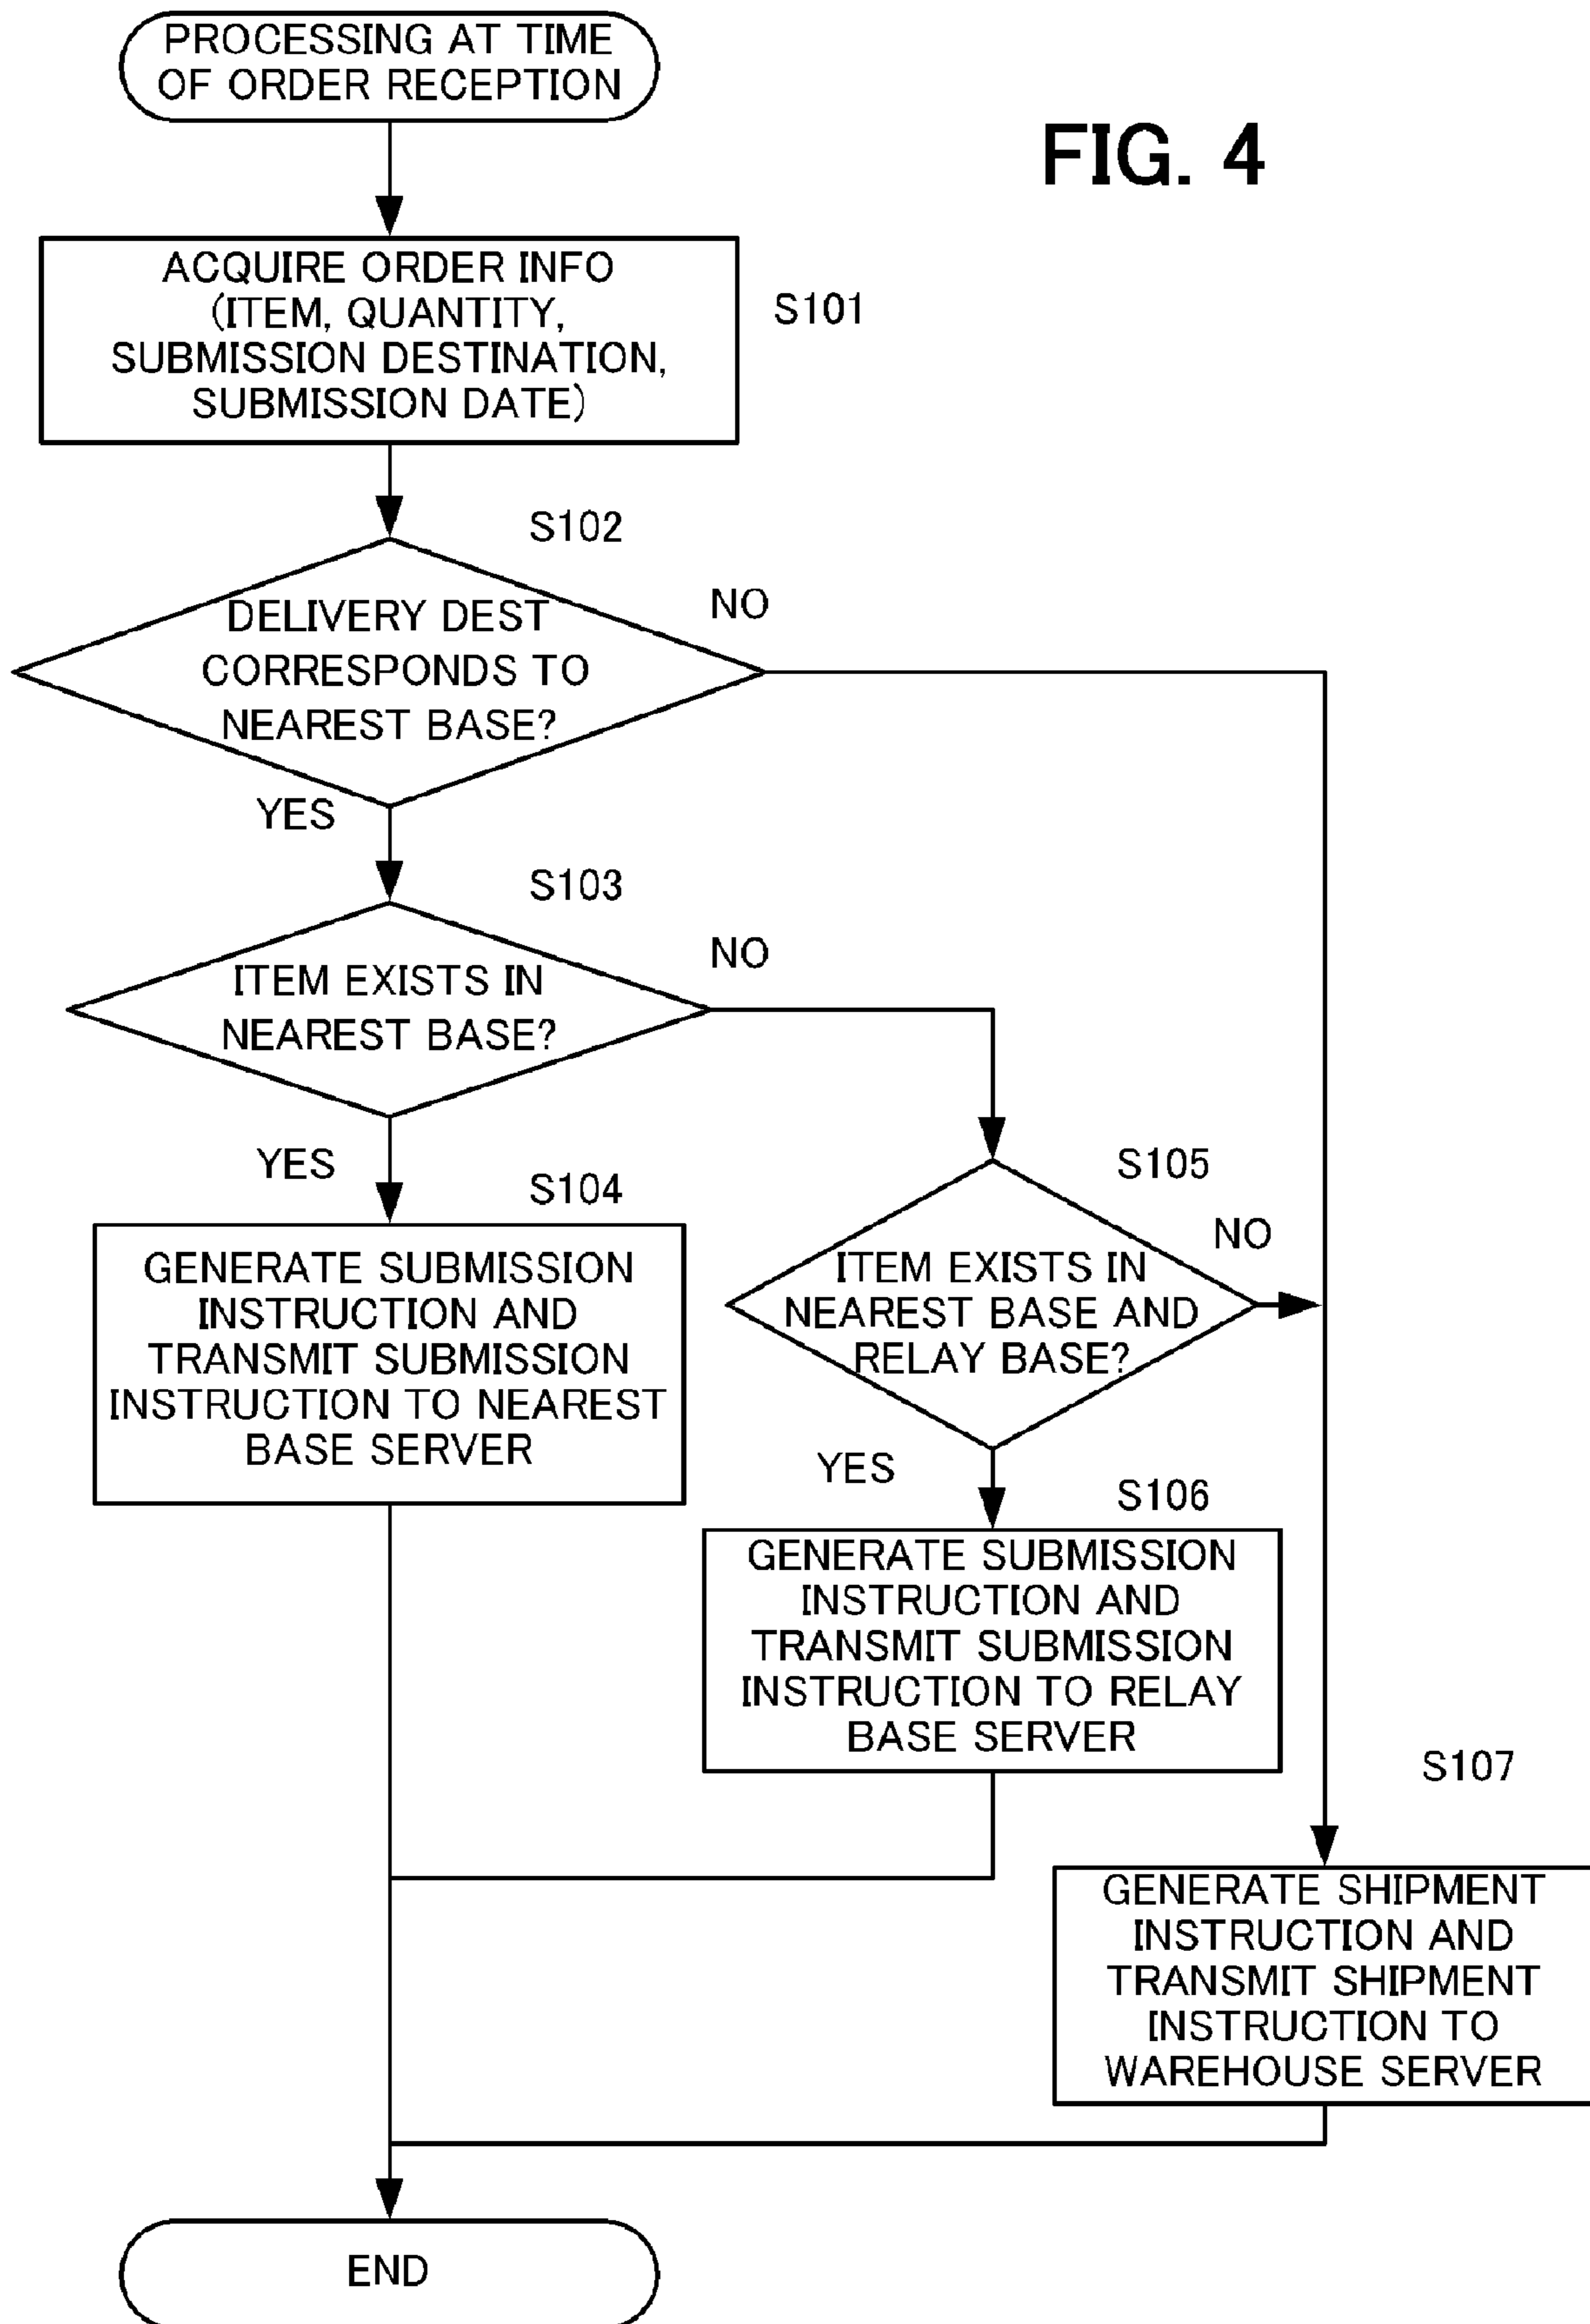 PROCESSING AT TIME
OF ORDER RECEPTION
FIG. 4
ACQUIRE ORDER INFO
(ITEM, QUANTITY,
SUBMISSION DESTINATION,
SUBMISSION DATE)
S101
S102
DELIVERY DEST
CORRESPONDS TO
NEAREST BASE?
NO
YES
S103
ITEM EXISTS IN
NEAREST BASE?
NO
YES
S104
GENERATE SUBMISSION
INSTRUCTION AND
TRANSMIT SUBMISSION
INSTRUCTION TO NEAREST
BASE SERVER
S105
NO
ITEM EXISTS IN
NEAREST BASE AND
RELAY BASE?
YES
S106
GENERATE SUBMISSION
INSTRUCTION AND
TRANSMIT SUBMISSION
INSTRUCTION TO RELAY
BASE SERVER
S107
GENERATE SHIPMENT
INSTRUCTION AND
TRANSMIT SHIPMENT
INSTRUCTION TO
WAREHOUSE SERVER
END